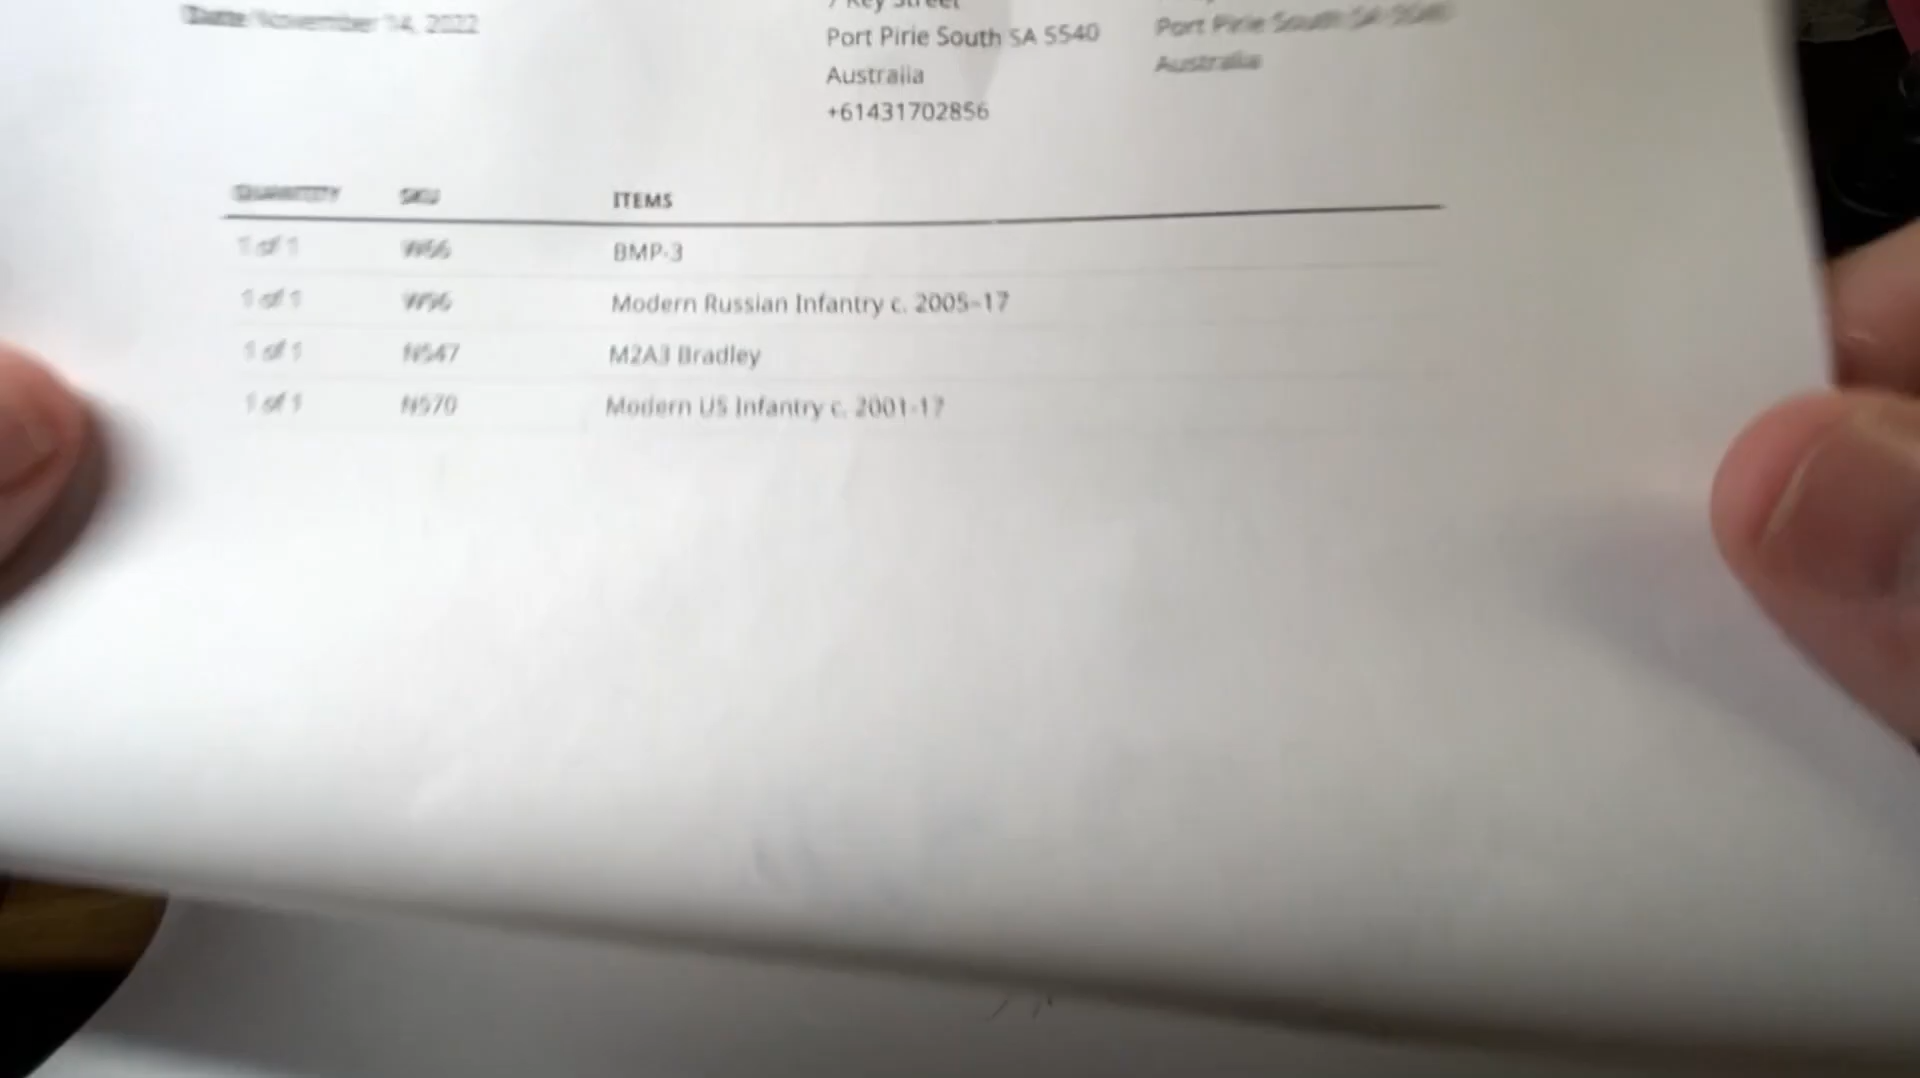 Date November 14, 2022
7 Key Street
Port Pirie South SA 5540
Australia
+61431702856
Port Pirie South SA 5540
Australia
QUANTITY SKU ITEMS
1 of 1 BMP-3
1 of 1 Modern Russian Infantry c. 2005–17
1 of 1 N547 M2A3 Bradley
1 of 1 N570 Modern US Infantry c. 2001-17